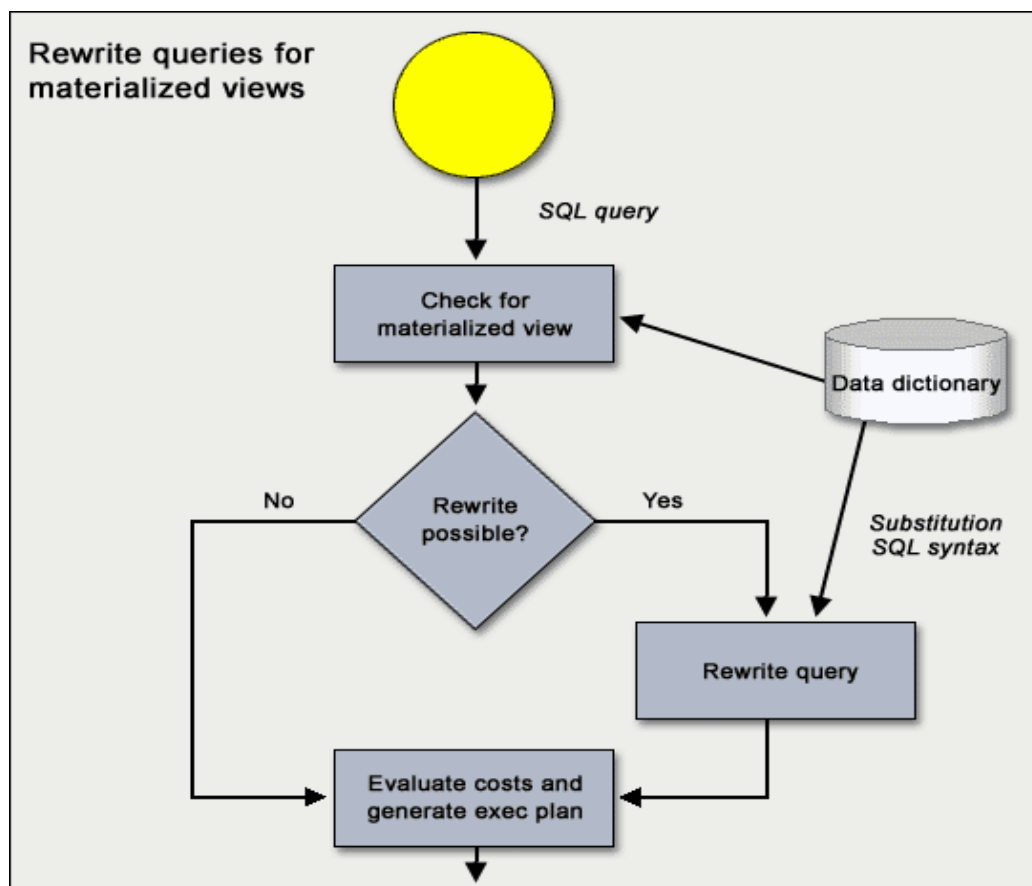 Rewrite queries for
materialized views
SQL query
Check for
materialized view
Data dictionary
No
Rewrite
possible?
Yes
Substitution
SQL syntax
Rewrite query
Evaluate costs and
generate exec plan